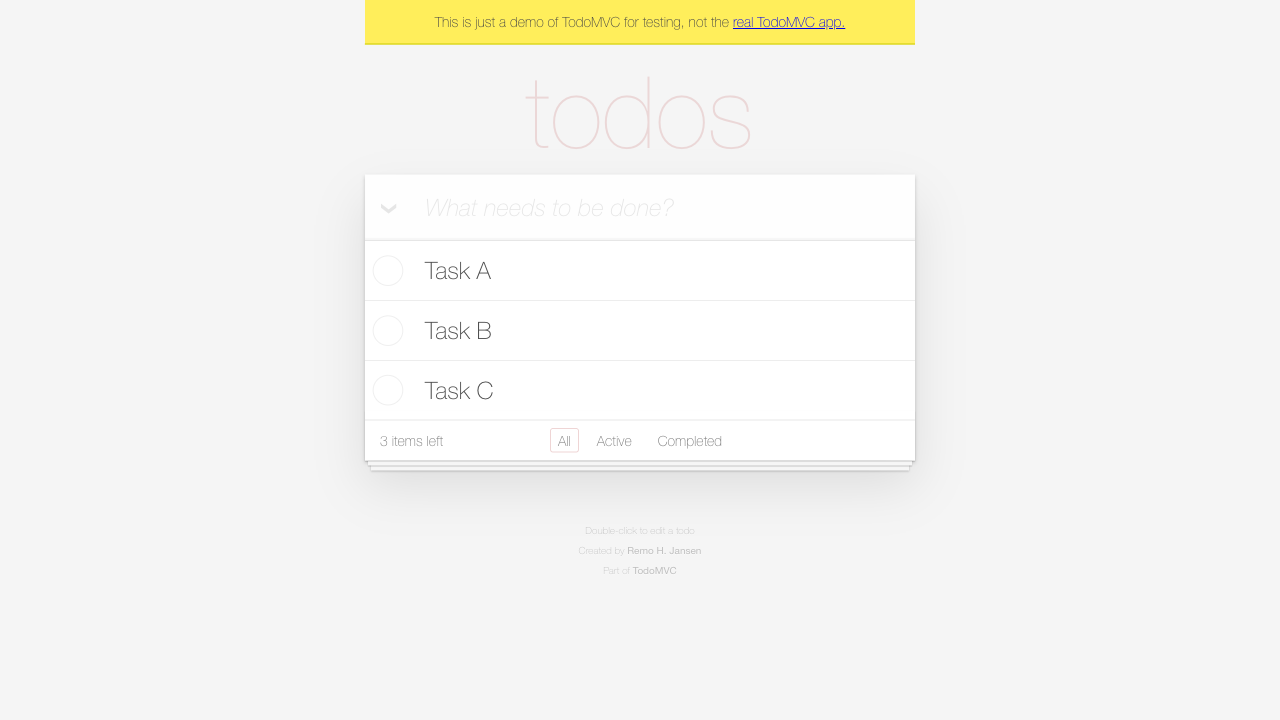 This is just a demo of TodoMVC for testing, not the real TodoMVC app.
todos
What needs to be done?
Task A
Task B
Task C
3 items left All Active Completed
Double-click to edit a todo
Created by Remo H. Jansen
Part of TodoMVC